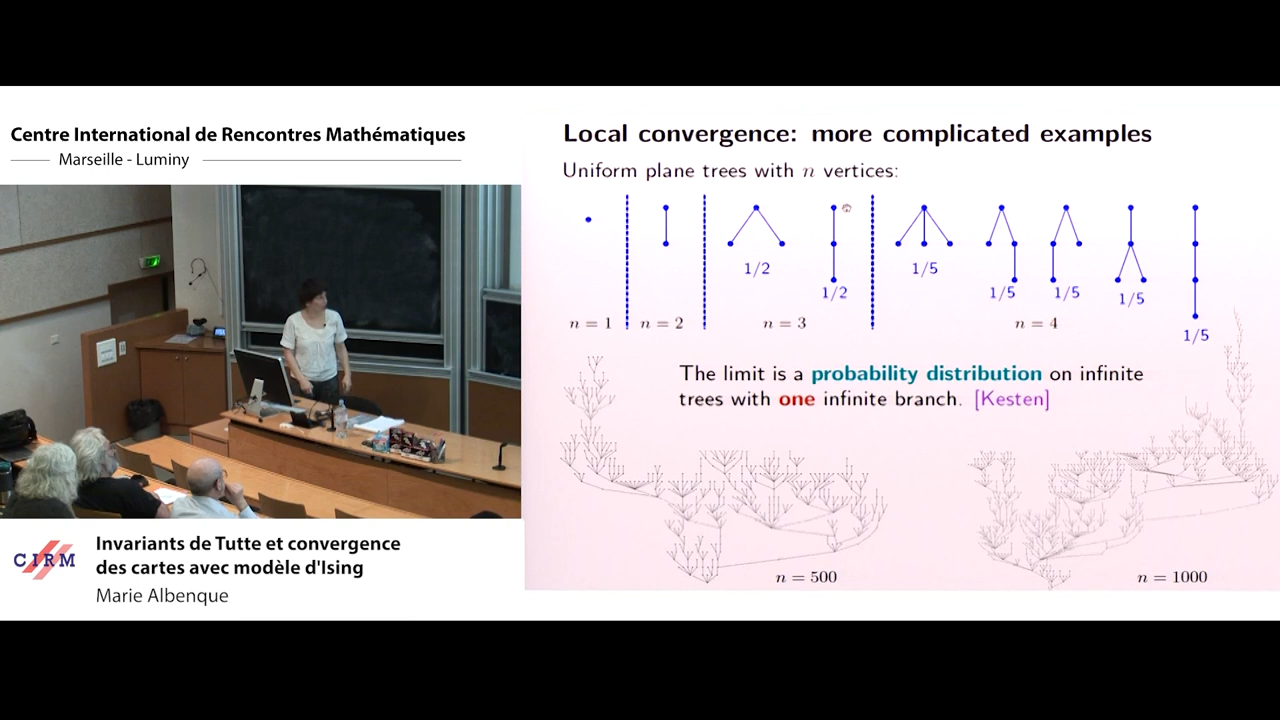 Centre International de Rencontres Mathématiques
Marseille - Luminy
Local convergence: more complicated examples
Uniform plane trees with n vertices:
1/2
1/2
1/5
1/5
1/5
1/5
1/5
n = 1
n = 2
n = 3
n = 4
The limit is a probability distribution on infinite
trees with one infinite branch. [Kesten]
n = 500
n = 1000
CIRM
Invariants de Tutte et convergence
des cartes avec modèle d'Ising
Marie Albenque